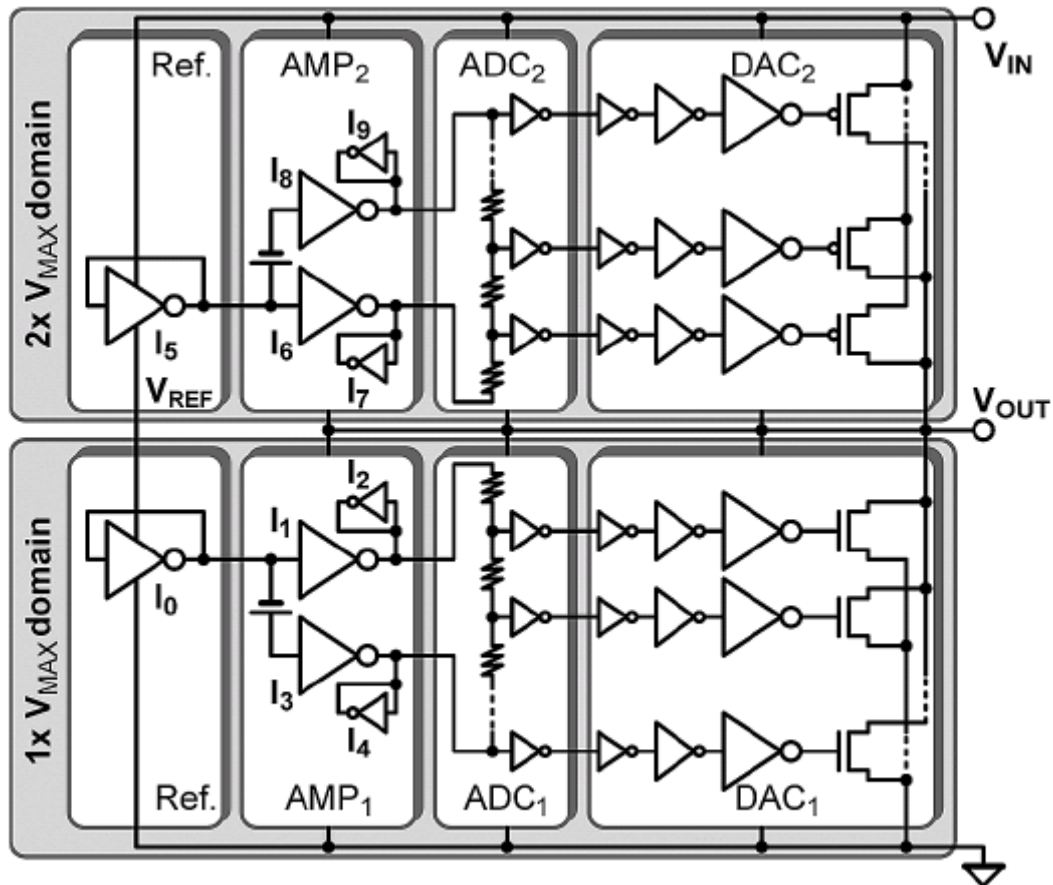 2x VMAX domain
Ref.
AMP2
ADC2
DAC2
VIN
I9
I8
I5
I6
I7
VREF
VOUT
1x VMAX domain
I2
I1
I0
I3
I4
Ref.
AMP1
ADC1
DAC1